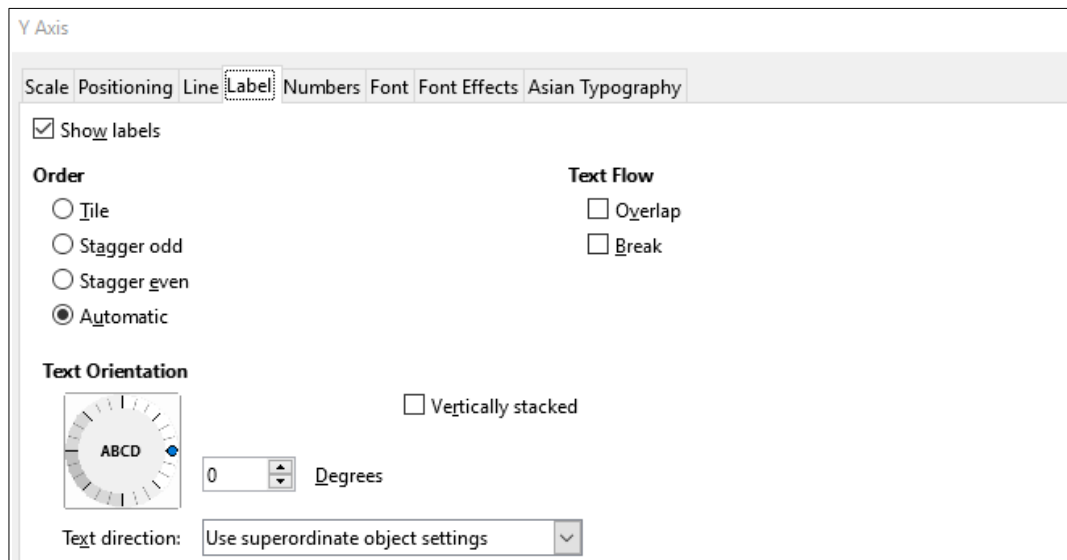 Y Axis
Scale Positioning Line Label Numbers Font Font Effects Asian Typography
Show labels
Order
Text Flow
Tile
Overlap
Stagger odd
Break
Stagger even
Automatic
Text Orientation
Vertically stacked
ABCD
0 Degrees
Text direction: Use superordinate object settings